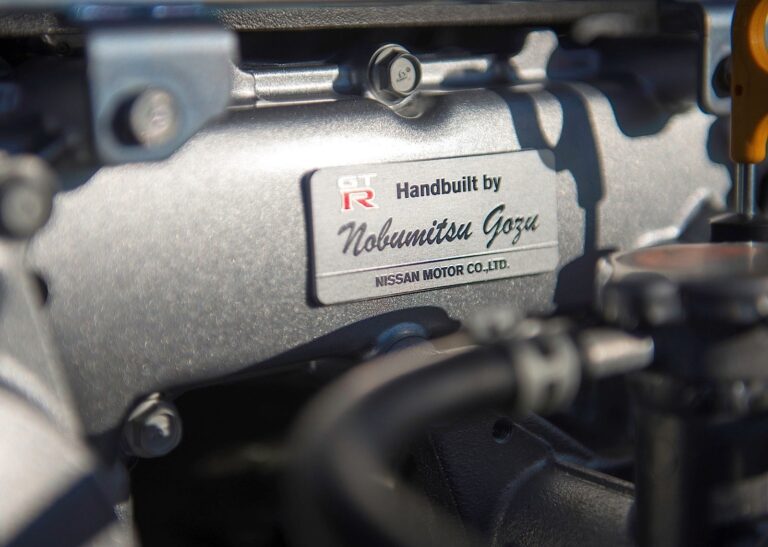 GT
R
Handbuilt by
Nobumitsu Gozu
NISSAN MOTOR CO.,LTD.